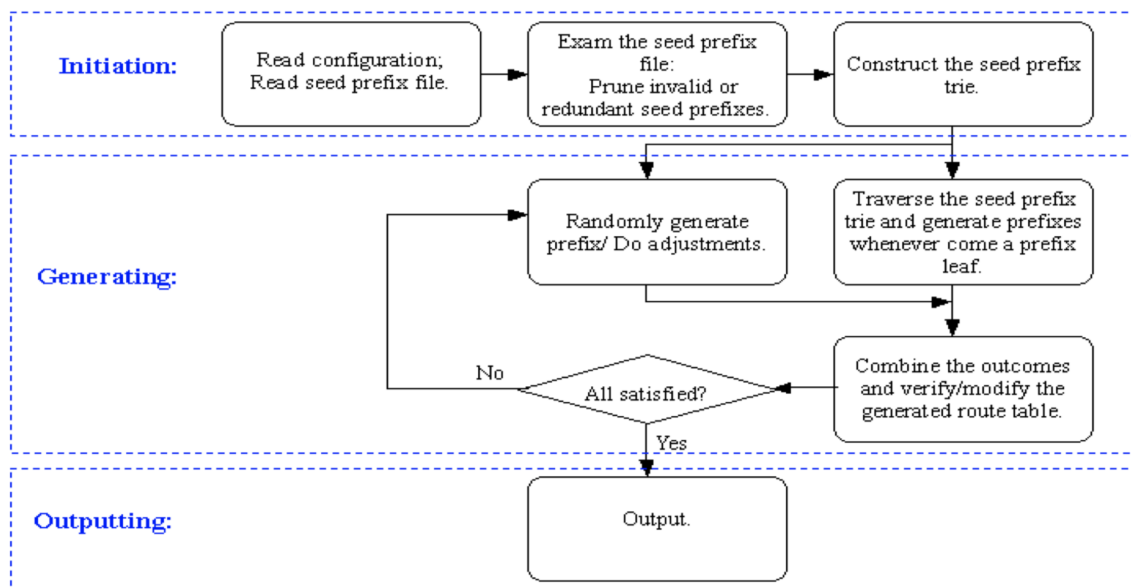 Initiation:
Read configuration;
Read seed prefix file.
Exam the seed prefix
file:
Prune invalid or
redundant seed prefixes.
Construct the seed prefix
trie.
Generating:
Randomly generate
prefix/ Do adjustments.
Traverse the seed prefix
trie and generate prefixes
whenever come a prefix
leaf.
Combine the outcomes
and verify/modify the
generated route table.
All satisfied?
No
Yes
Outputting:
Output.